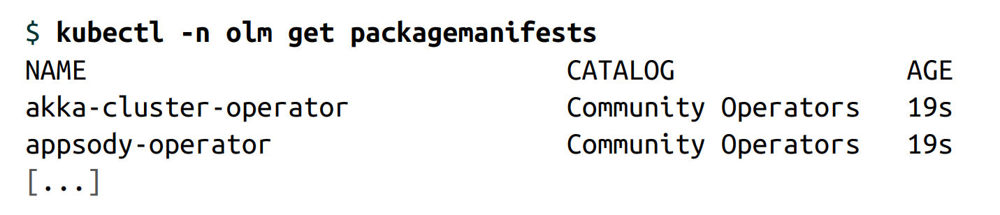 $ kubectl -n olm get packagemanifests
NAME CATALOG AGE
akka-cluster-operator Community Operators 19s
appsody-operator Community Operators 19s
[...]